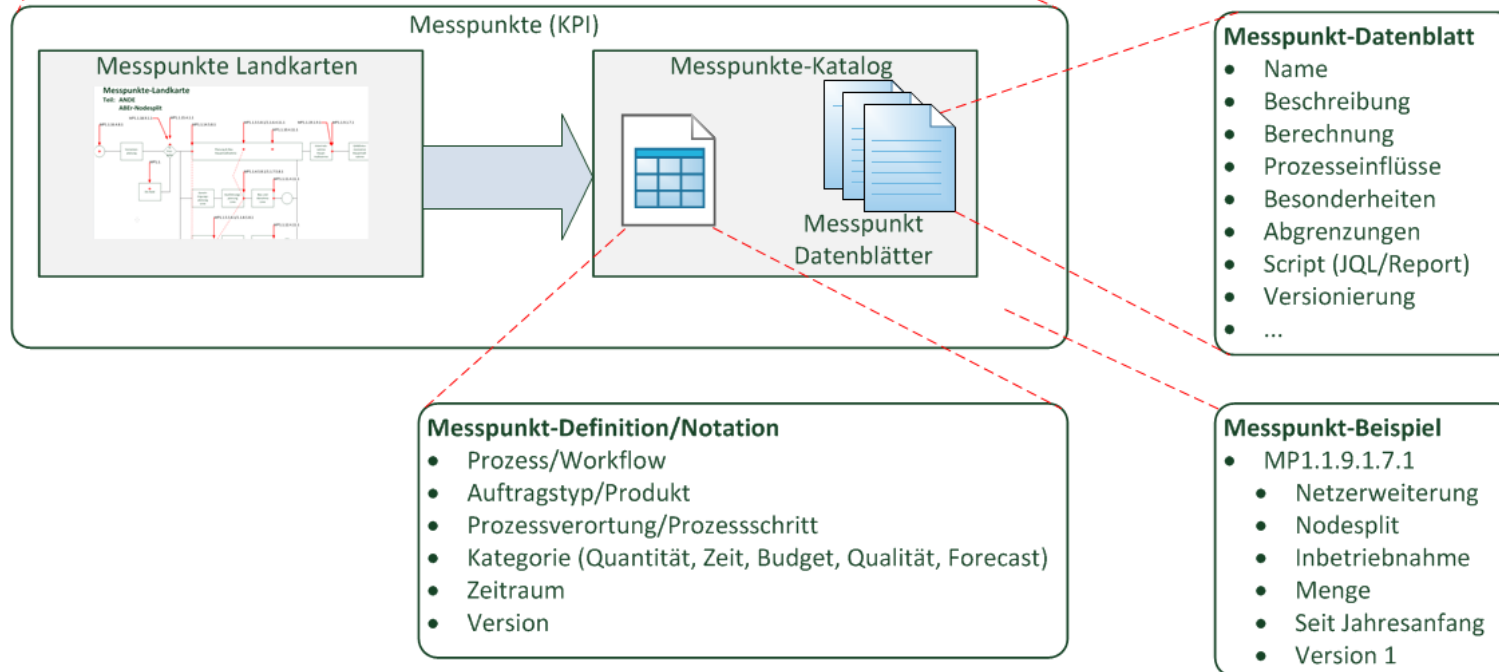 Messpunkte (KPI)
Messpunkte Landkarten
Messpunkte-Landkarte
Teil: ANDE
ABEr-Nodesplit
Messpunkte-Katalog
Messpunkt
Datenblätter
Messpunkt-Datenblatt
• Name
• Beschreibung
• Berechnung
• Prozesseinflüsse
• Besonderheiten
• Abgrenzungen
• Script (JQL/Report)
• Versionierung
• ...
Messpunkt-Definition/Notation
• Prozess/Workflow
• Auftragstyp/Produkt
• Prozessverortung/Prozessschritt
• Kategorie (Quantität, Zeit, Budget, Qualität, Forecast)
• Zeitraum
• Version
Messpunkt-Beispiel
• MP1.1.9.1.7.1
• Netzerweiterung
• Nodesplit
• Inbetriebnahme
• Menge
• Seit Jahresanfang
• Version 1